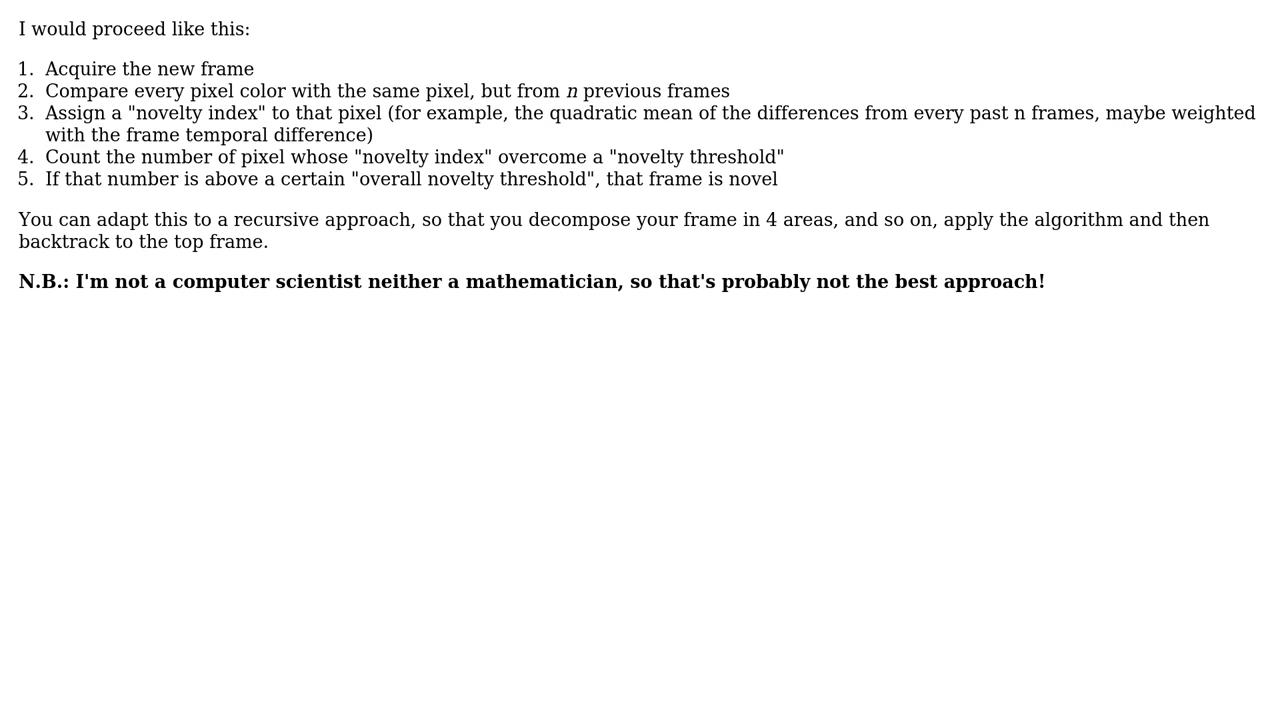 I would proceed like this:
1. Acquire the new frame
2. Compare every pixel color with the same pixel, but from n previous frames
3. Assign a "novelty index" to that pixel (for example, the quadratic mean of the differences from every past n frames, maybe weighted
with the frame temporal difference)
4. Count the number of pixel whose "novelty index" overcome a "novelty threshold"
5. If that number is above a certain "overall novelty threshold", that frame is novel
You can adapt this to a recursive approach, so that you decompose your frame in 4 areas, and so on, apply the algorithm and then
backtrack to the top frame.
N.B.: I'm not a computer scientist neither a mathematician, so that's probably not the best approach!